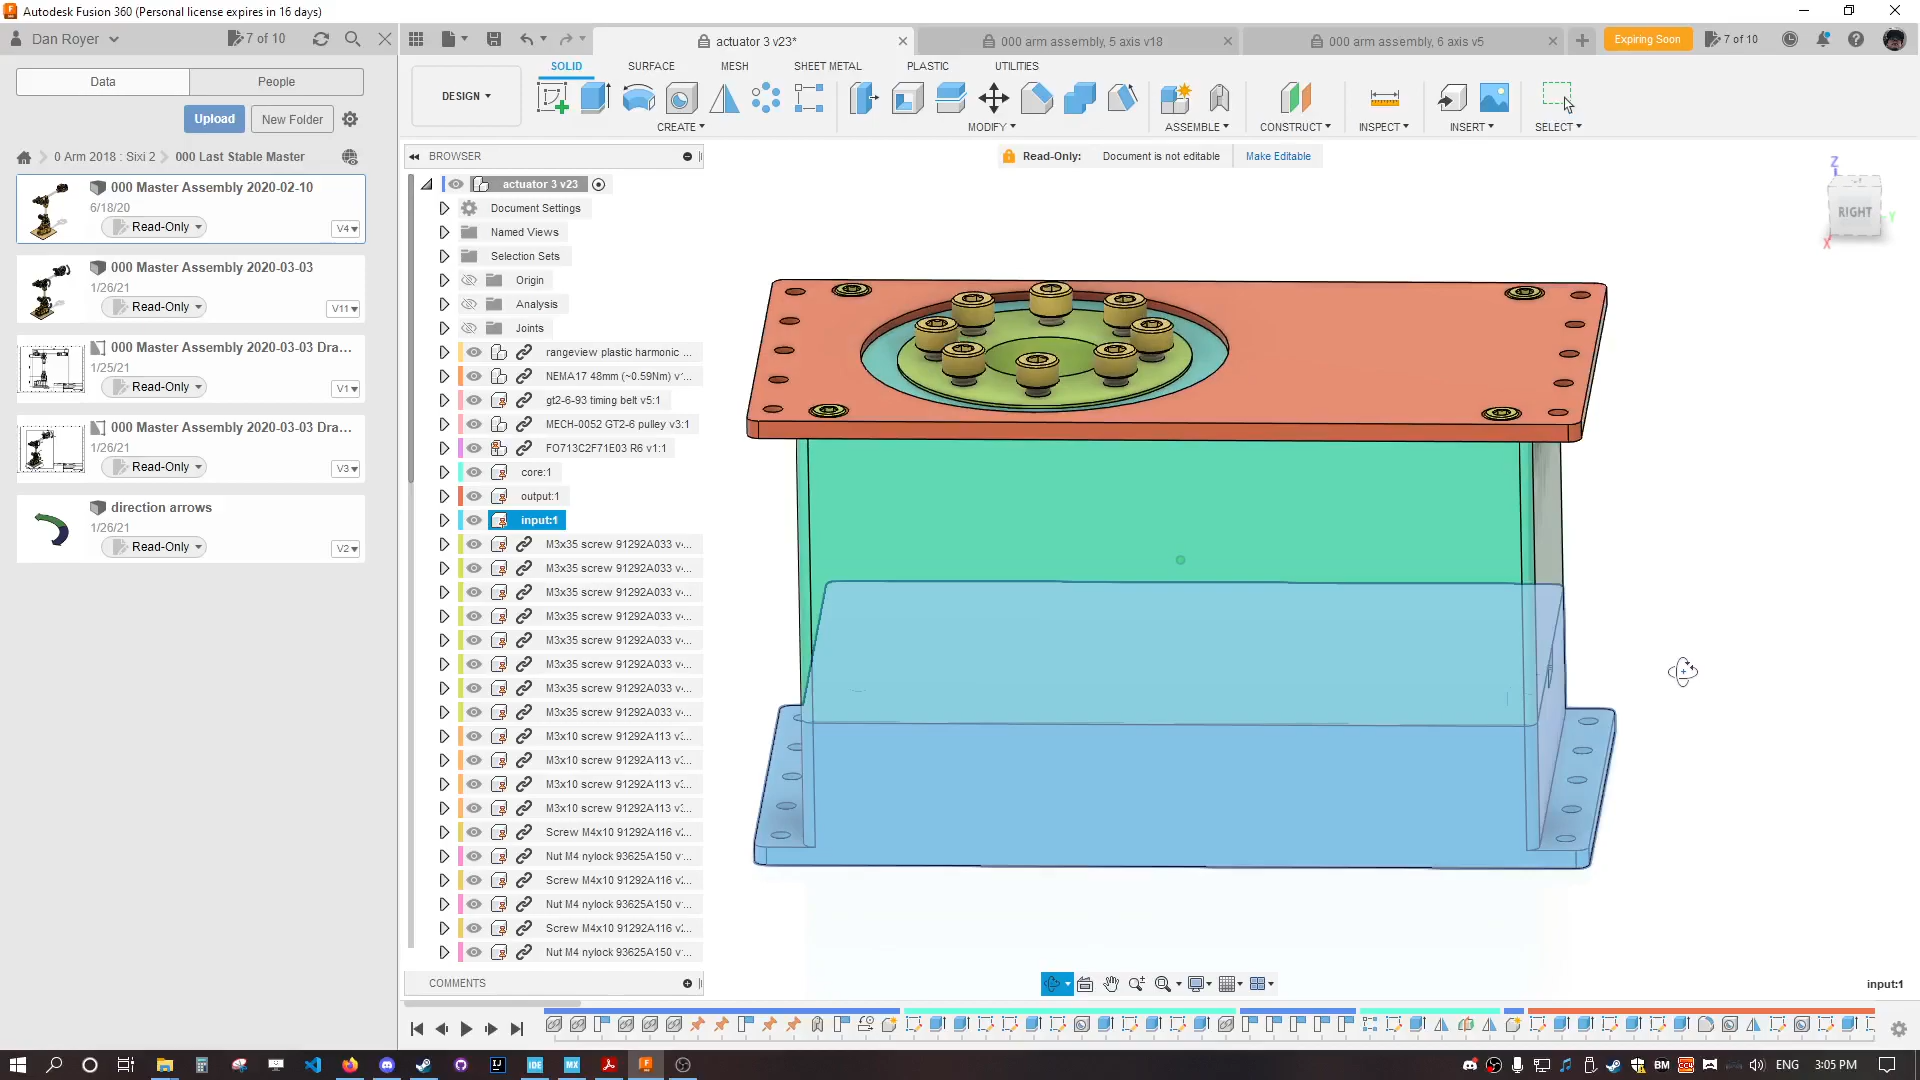 Autodesk Fusion 360 (Personal license expires in 16 days)
Dan Royer
7 of 10
actuator 3 v23*
000 arm assembly, 5 axis v18
000 arm assembly, 6 axis v5
Expiring Soon
7 of 10
Data
People
Upload
New Folder
0 Arm 2018 : Sixi 2
000 Last Stable Master
000 Master Assembly 2020-02-10
6/18/20
Read-Only
V4
000 Master Assembly 2020-03-03
1/26/21
Read-Only
V11
000 Master Assembly 2020-03-03 Dra...
1/25/21
Read-Only
V1
000 Master Assembly 2020-03-03 Dra...
1/26/21
Read-Only
V3
direction arrows
1/26/21
Read-Only
V2
DESIGN
SOLID
SURFACE
MESH
SHEET METAL
PLASTIC
UTILITIES
CREATE
MODIFY
ASSEMBLE
CONSTRUCT
INSPECT
INSERT
SELECT
BROWSER
Read-Only:
Document is not editable
Make Editable
actuator 3 v23
Document Settings
Named Views
Selection Sets
Origin
Analysis
Joints
rangeview plastic harmonic ...
NEMA17 48mm (~0.59Nm) v'...
gt2-6-93 timing belt v5:1
MECH-0052 GT2-6 pulley v3:1
FO713C2F71E03 R6 v1:1
core:1
output:1
input:1
M3x35 screw 91292A033 v...
M3x35 screw 91292A033 v...
M3x35 screw 91292A033 v...
M3x35 screw 91292A033 v...
M3x35 screw 91292A033 v...
M3x35 screw 91292A033 v...
M3x35 screw 91292A033 v...
M3x35 screw 91292A033 v...
M3x10 screw 91292A113 v...
M3x10 screw 91292A113 v...
M3x10 screw 91292A113 v...
M3x10 screw 91292A113 v...
Screw M4x10 91292A116 v...
Nut M4 nylock 93625A150 v...
Screw M4x10 91292A116 v...
Nut M4 nylock 93625A150 v...
Screw M4x10 91292A116 v...
Nut M4 nylock 93625A150 v...
COMMENTS
Z
RIGHT
Y
X
input:1
ENG
3:05 PM